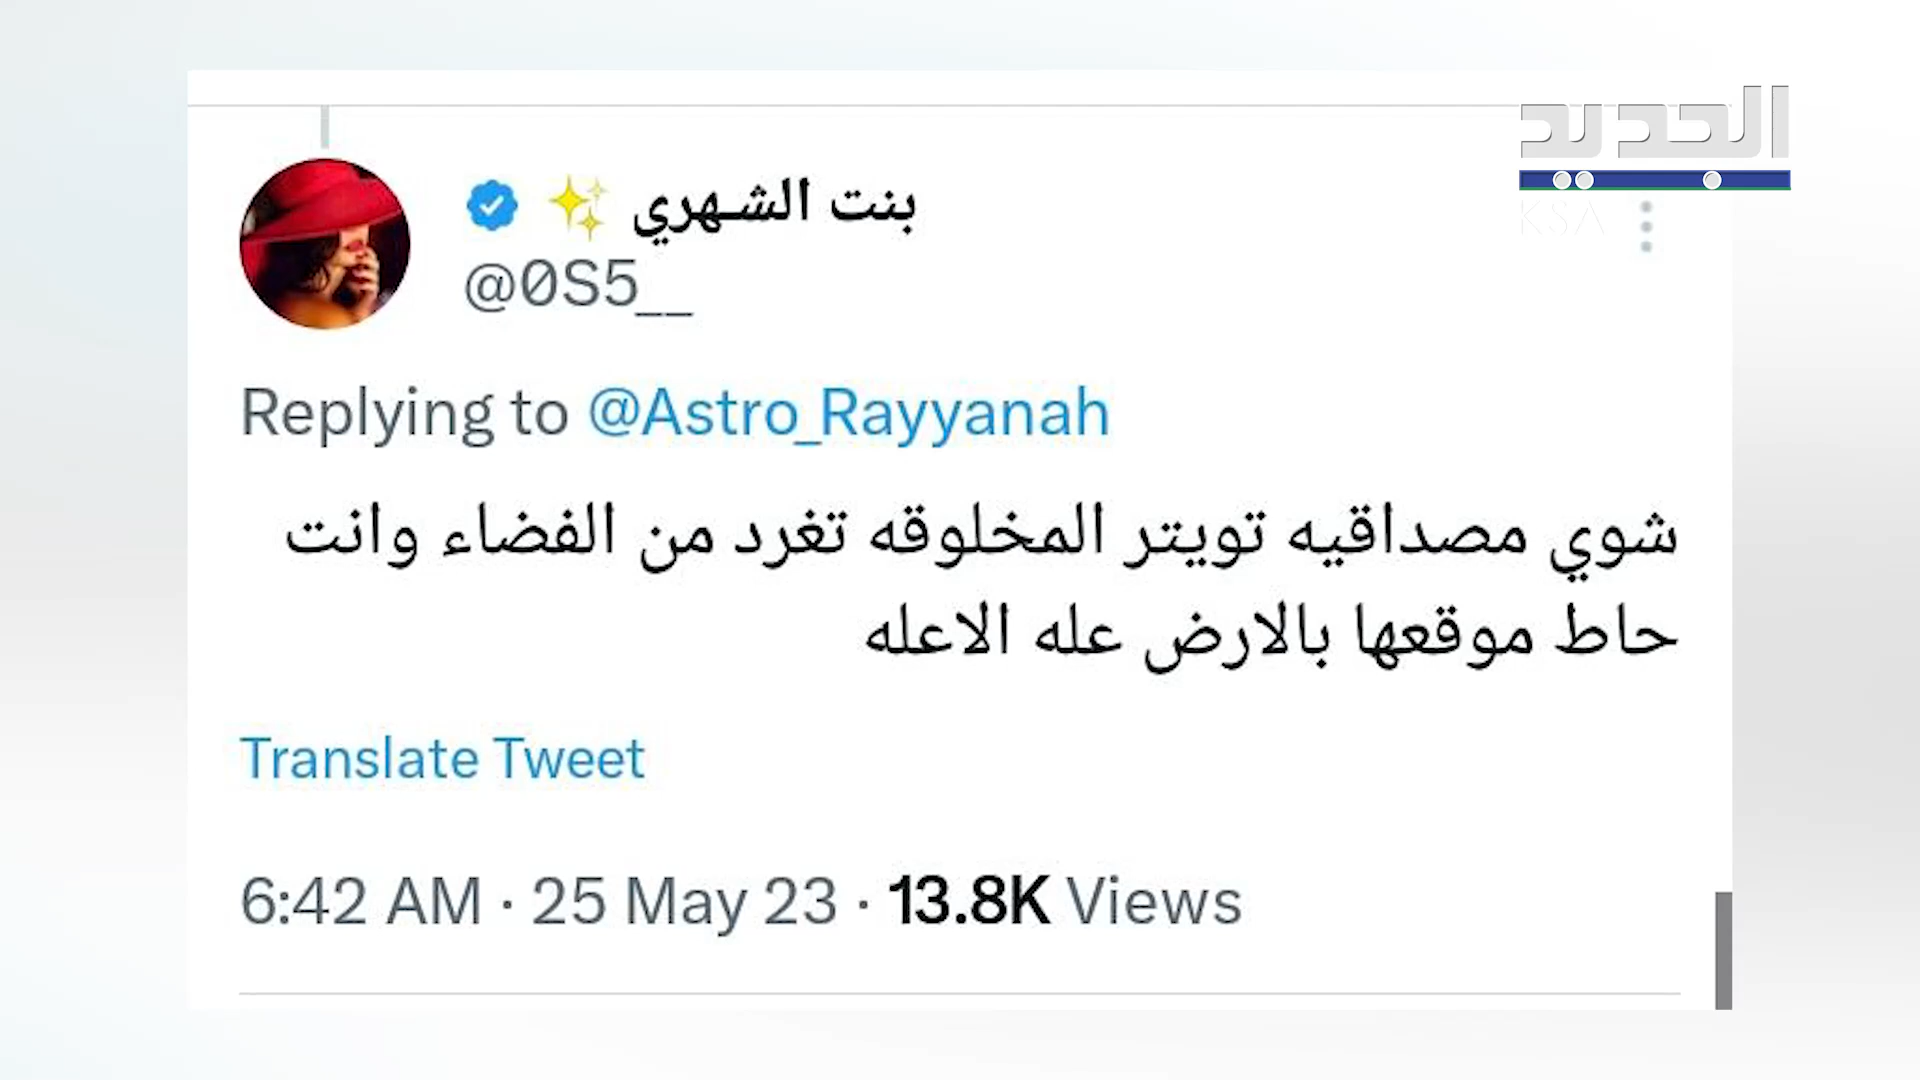 الجديد
KSA
بنت الشهري ✨
@0S5__
Replying to @Astro_Rayyanah
شوي مصداقيه تويتر المخلوقه تغرد من الفضاء وانت
حاط موقعها بالارض عله الاعله
Translate Tweet
6:42 AM · 25 May 23 · 13.8K Views